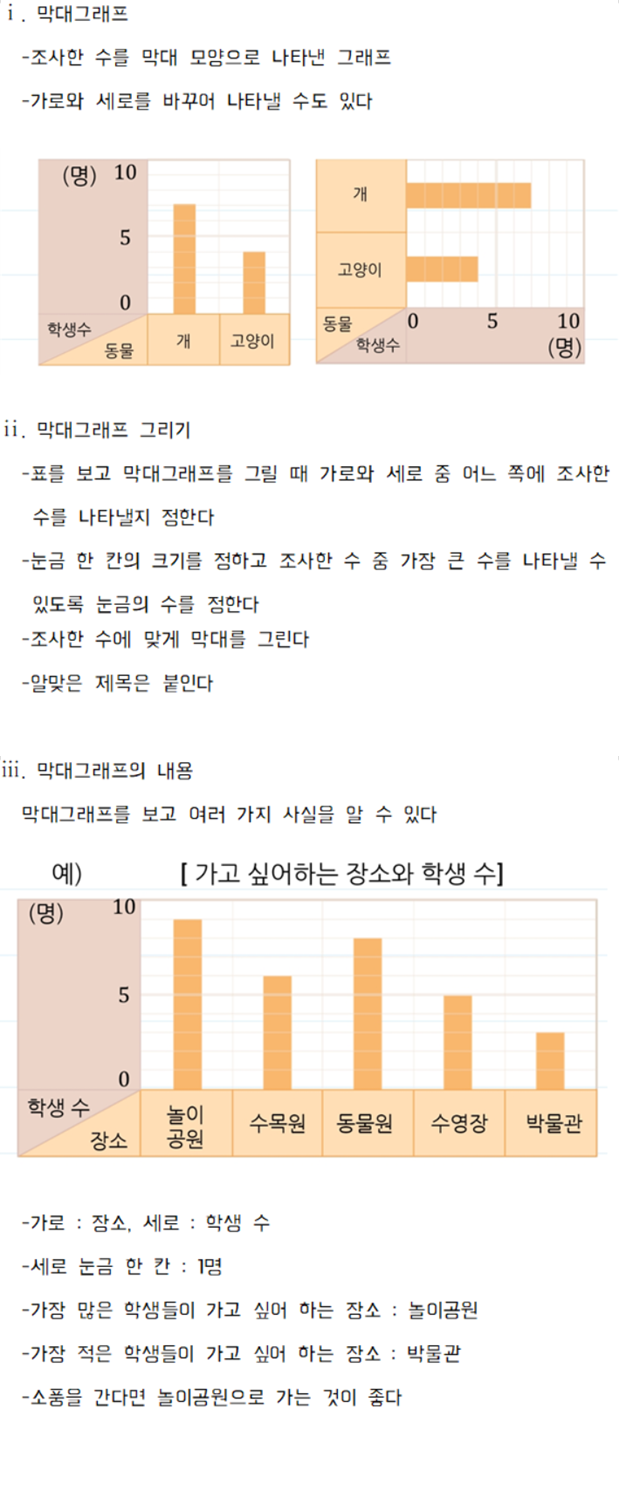 ⅰ. 막대그래프
-조사한 수를 막대 모양으로 나타낸 그래프
-가로와 세로를 바꾸어 나타낼 수도 있다
(명) 10
5
0
학생수
동물
개 고양이
개
고양이
동물
학생수
0 5 10
(명)
ⅱ. 막대그래프 그리기
-표를 보고 막대그래프를 그릴 때 가로와 세로 중 어느 쪽에 조사한
수를 나타낼지 정한다
-눈금 한 칸의 크기를 정하고 조사한 수 중 가장 큰 수를 나타낼 수
있도록 눈금의 수를 정한다
-조사한 수에 맞게 막대를 그린다
-알맞은 제목은 붙인다
ⅲ. 막대그래프의 내용
막대그래프를 보고 여러 가지 사실을 알 수 있다
예) [ 가고 싶어하는 장소와 학생 수]
(명) 10
5
0
학생 수
장소
놀이
공원
수목원 동물원 수영장 박물관
-가로 : 장소, 세로 : 학생 수
-세로 눈금 한 칸 : 1명
-가장 많은 학생들이 가고 싶어 하는 장소 : 놀이공원
-가장 적은 학생들이 가고 싶어 하는 장소 : 박물관
-소풍을 간다면 놀이공원으로 가는 것이 좋다